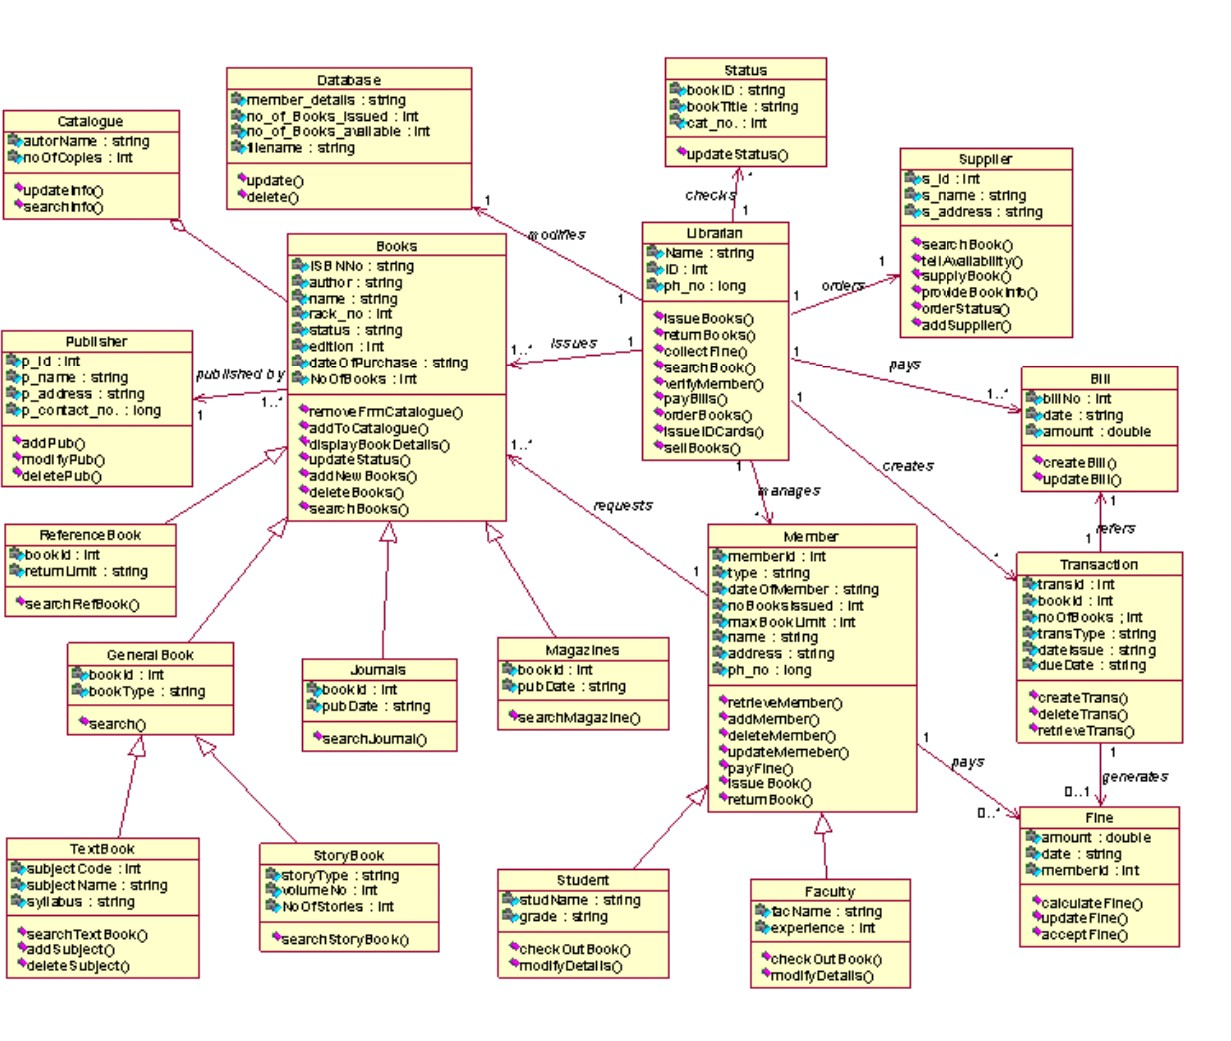 Database
member_details : string
no_of_Books_Issued : int
no_of_Books_available : int
filename : string
update()
delete()
Status
bookID : string
bookTitle : string
cat_no. : int
updateStatus()
Catalogue
autorName : string
noOfCopies : int
updateInfo()
searchInfo()
Supplier
s_id : int
s_name : string
s_address : string
searchBook()
tellAvailability()
supplyBook()
provideBookInfo()
orderStatus()
addSupplier()
checks
*
1
modifies
1
1
Librarian
Name : string
ID : int
ph_no : long
issueBooks()
returnBooks()
collectFine()
searchBook()
verifyMember()
payBills()
orderBooks()
issueIDCards()
sellBooks()
orders
1
1
Books
ISBNNo : string
author : string
name : string
rack_no : int
status : string
edition : int
dateOfPurchase : string
NoOfBooks : int
removeFrmCatalogue()
addToCatalogue()
displayBookDetails()
updateStatus()
addNewBooks()
deleteBooks()
searchBooks()
issues
1..*
1
Publisher
p_id : int
p_name : string
p_address : string
p_contact_no. : long
addPub()
modifyPub()
deletePub()
published by
1..*
1
pays
1
1..*
Bill
billNo : int
date : string
amount : double
createBill()
updateBill()
creates
1
*
manages
1
*
requests
1..*
1
refers
1
1
ReferenceBook
bookId : int
returnLimit : string
searchRefBook()
Member
memberId : int
type : string
dateOfMember : string
noBooksIssued : int
maxBookLimit : int
name : string
address : string
ph_no : long
retrieveMember()
addMember()
deleteMember()
updateMemeber()
payFine()
issueBook()
returnBook()
Transaction
transId : int
bookId : int
noOfBooks ; int
transType : string
dateIssue : string
dueDate : string
createTrans()
deleteTrans()
retrieveTrans()
GeneralBook
bookId : int
bookType : string
search()
Journals
bookId : int
pubDate : string
searchJournal()
Magazines
bookId : int
pubDate : string
searchMagazine()
pays
1
0..*
generates
1
0..1
TextBook
subjectCode : int
subjectName : string
syllabus : string
searchTextBook()
addSubject()
deleteSubject()
StoryBook
storyType : string
volumeNo : int
NoOfStories : int
searchStoryBook()
Student
studName : string
grade : string
checkOutBook()
modifyDetails()
Faculty
facName : string
experience : int
checkOutBook()
modifyDetails()
Fine
amount : double
date : string
memberId : int
calculateFine()
updateFine()
acceptFine()